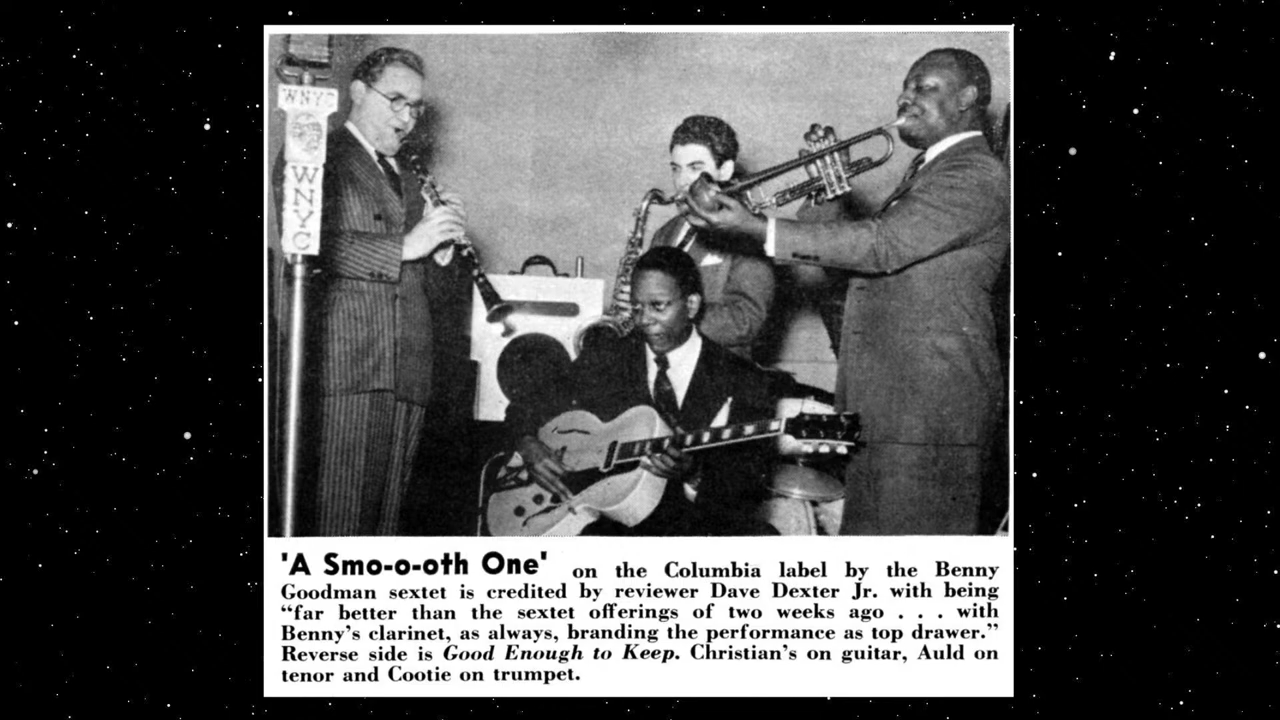 WNYC
WNYC
'A Smo-o-oth One' on the Columbia label by the Benny
Goodman sextet is credited by reviewer Dave Dexter Jr. with being
“far better than the sextet offerings of two weeks ago . . . with
Benny’s clarinet, as always, branding the performance as top drawer.”
Reverse side is Good Enough to Keep. Christian’s on guitar, Auld on
tenor and Cootie on trumpet.